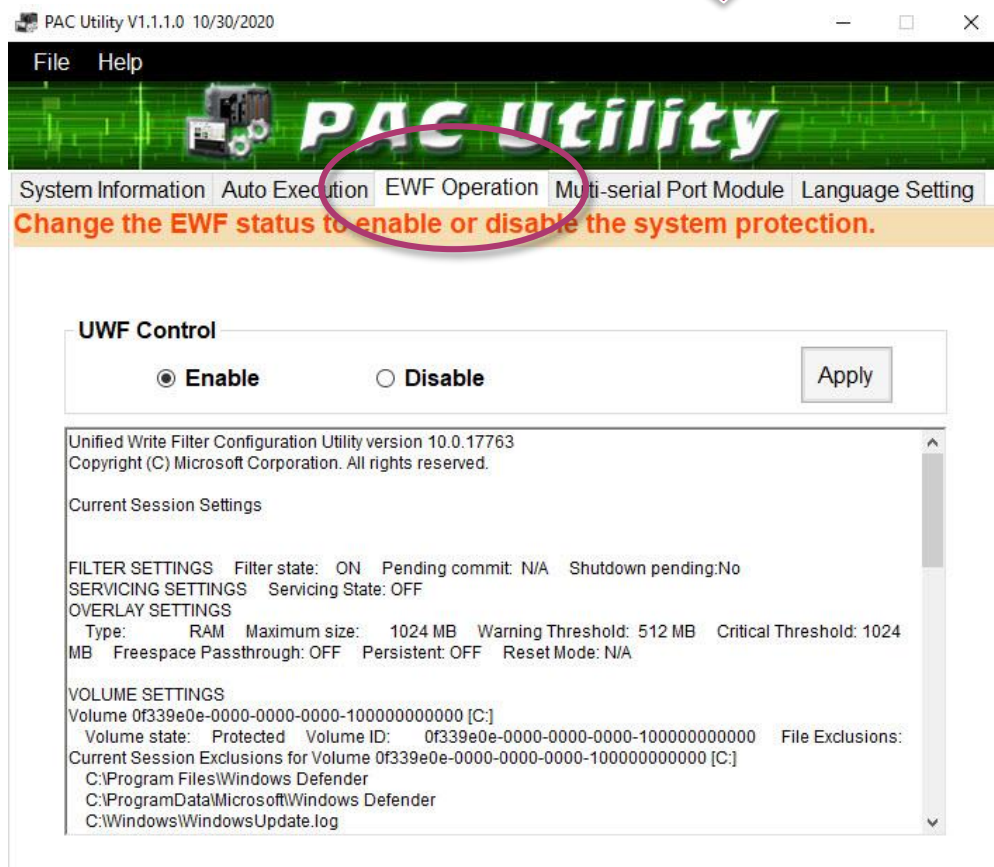 PAC Utility V1.1.1.0 10/30/2020
File Help
PAC Utility
System Information Auto Execution EWF Operation Multi-serial Port Module Language Setting
Change the EWF status to enable or disable the system protection.
UWF Control
Enable Disable Apply
Unified Write Filter Configuration Utility version 10.0.17763
Copyright (C) Microsoft Corporation. All rights reserved.
Current Session Settings
FILTER SETTINGS Filter state: ON Pending commit: N/A Shutdown pending:No
SERVICING SETTINGS Servicing State: OFF
OVERLAY SETTINGS
Type: RAM Maximum size: 1024 MB Warning Threshold: 512 MB Critical Threshold: 1024
MB Freespace Passthrough: OFF Persistent: OFF Reset Mode: N/A
VOLUME SETTINGS
Volume 0f339e0e-0000-0000-0000-100000000000 [C:]
Volume state: Protected Volume ID: 0f339e0e-0000-0000-0000-100000000000 File Exclusions:
Current Session Exclusions for Volume 0f339e0e-0000-0000-0000-100000000000 [C:]
C:\Program Files\Windows Defender
C:\ProgramData\Microsoft\Windows Defender
C:\Windows\WindowsUpdate.log